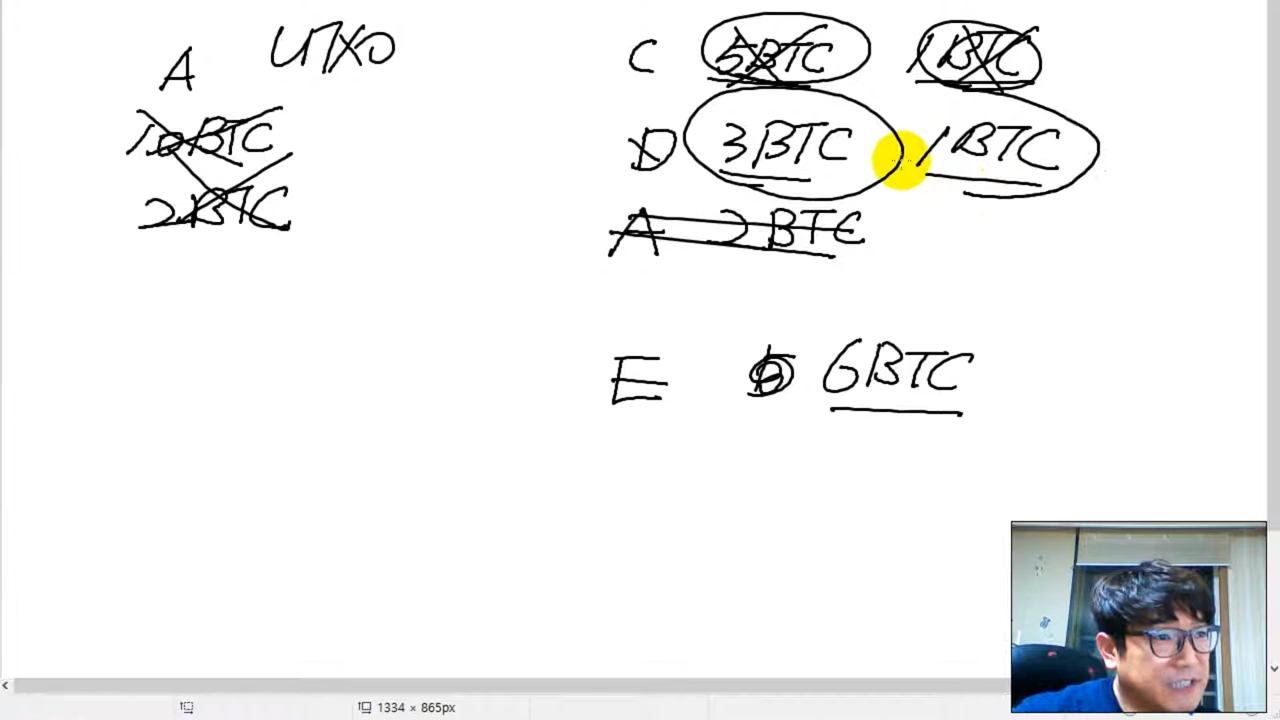 A UTXO
10BTC
2BTC
C 5BTC 1BTC
D 3BTC 1BTC
A 2BTC
E 6BTC
1334 × 865px